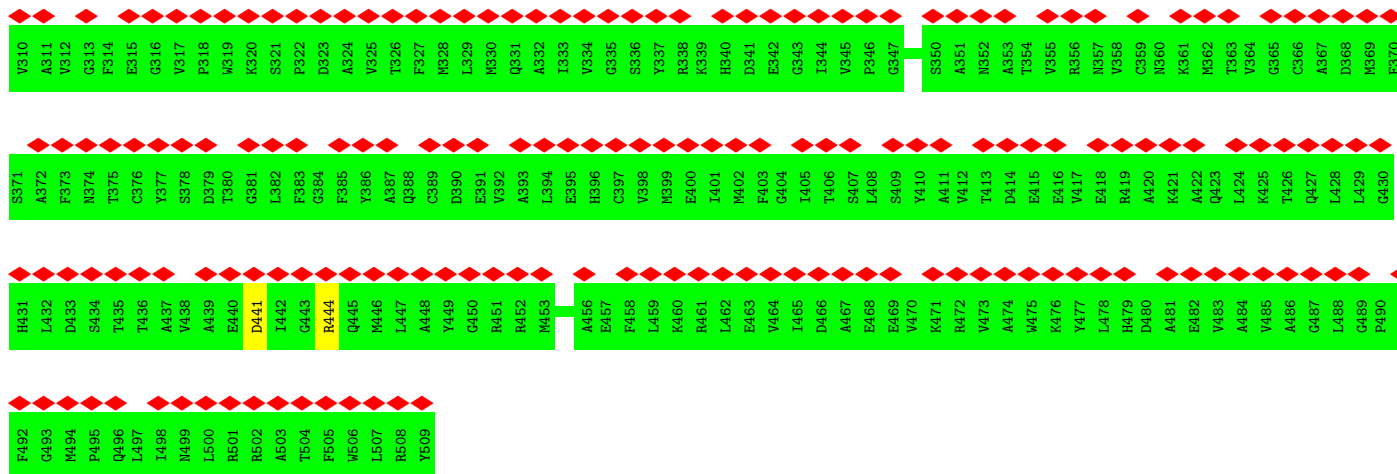 V310 A311 V312 G313 F314 E315 G316 V317 P318 W319 K320 S321 P322 D323 A324 V325 T326 F327 M328 L329 M330 Q331 A332 I333 V334 G335 S336 Y337 R338 K339 H340 D341 E342 G343 I344 V345 P346 G347 S350 A351 N352 A353 T354 V355 R356 N357 V358 C359 N360 K361 M362 T363 V364 G365 C366 A367 D368 M369 F370
S371 A372 F373 N374 T375 C376 Y377 S378 D379 T380 G381 L382 F383 G384 F385 Y386 A387 Q388 C389 D390 E391 V392 A393 L394 E395 H396 C397 V398 M399 E400 I401 M402 F403 G404 I405 T406 S407 L408 S409 Y410 A411 V412 T413 D414 E415 E416 V417 E418 R419 A420 K421 A422 Q423 L424 K425 T426 Q427 L428 L429 G430
H431 L432 D433 S434 T435 T436 A437 V438 A439 E440 D441 I442 G443 R444 Q445 M446 L447 A448 Y449 G450 R451 R452 M453 A456 E457 F458 L459 K460 R461 L462 E463 V464 I465 D466 A467 E468 E469 V470 K471 R472 V473 A474 W475 K476 Y477 L478 H479 D480 A481 E482 V483 A484 V485 A486 G487 L488 G489 P490
F492 G493 M494 P495 Q496 L497 I498 N499 L500 R501 R502 A503 T504 F505 W506 L507 R508 Y509